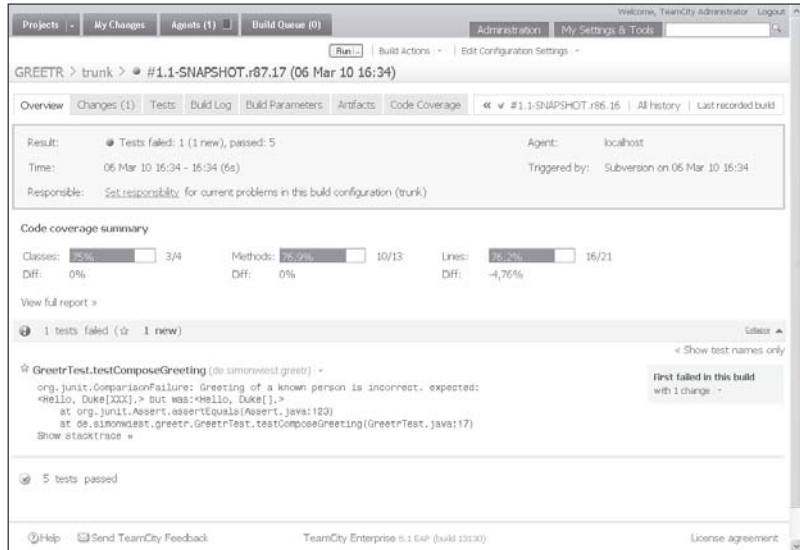 Welcome, TeamCity Administrator Logout
Projects My Changes Agents (1) Build Queue (0)
Administration My Settings & Tools
Run ... Build Actions Edit Configuration Settings
GREETR > trunk > #1.1-SNAPSHOT.r87.17 (06 Mar 10 16:34)
Overview Changes (1) Tests Build Log Build Parameters Artifacts Code Coverage « #1.1-SNAPSHOT.r86.16 | All history | Last recorded build
Result: Tests failed: 1 (1 new), passed: 5 Agent: localhost
Time: 06 Mar 10 16:34 - 16:34 (6s) Triggered by: Subversion on 06 Mar 10 16:34
Responsible: Set responsibility for current problems in this build configuration (trunk)
Code coverage summary
Classes: 75% 3/4 Methods: 76,9% 10/13 Lines: 76,2% 16/21
Diff: 0% Diff: 0% Diff: -4,76%
View full report »
1 tests failed (☆ 1 new) Collapse
« Show test names only
GreetrTest.testComposeGreeting (de.simonwiest.greetr)
First failed in this build
with 1 change
org.junit.ComparisonFailure: Greeting of a known person is incorrect. expected:
<Hello, Duke[XXX].> but was:<Hello, Duke[].>
at org.junit.Assert.assertEquals(Assert.java:123)
at de.simonwiest.greetr.GreetrTest.testComposeGreeting(GreetrTest.java:17)
Show stacktrace »
5 tests passed
Help Send TeamCity Feedback TeamCity Enterprise 5.1 EAP (build 13130) License agreement